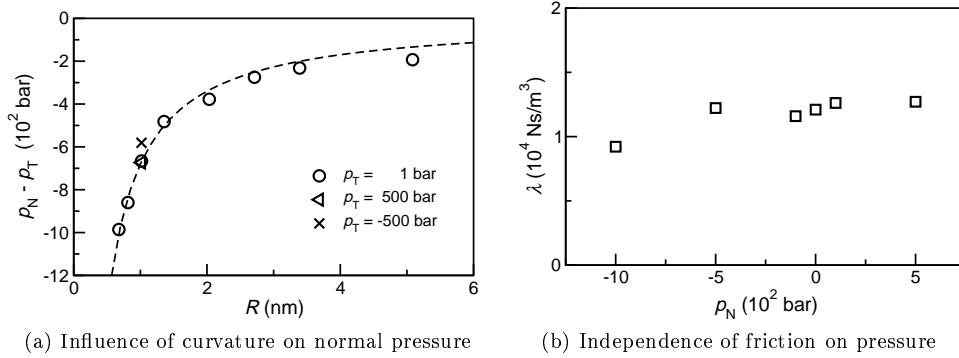 0
-2
-4
-6
-8
-10
-12
p_N - p_T (10^2 bar)
p_T = 1 bar
p_T = 500 bar
p_T = -500 bar
0 2 4 6
R (nm)
(a) Influence of curvature on normal pressure
2
1
0
λ (10^4 Ns/m^3)
-10 -5 0 5
p_N (10^2 bar)
(b) Independence of friction on pressure